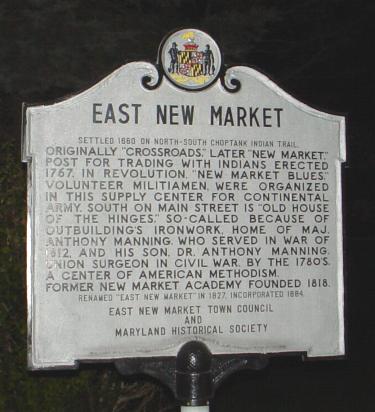 EAST NEW MARKET
SETTLED 1660 ON NORTH-SOUTH CHOPTANK INDIAN TRAIL.
ORIGINALLY "CROSSROADS," LATER "NEW MARKET."
POST FOR TRADING WITH INDIANS ERECTED
1767. IN REVOLUTION, "NEW MARKET BLUES,"
VOLUNTEER MILITIAMEN, WERE ORGANIZED
IN THIS SUPPLY CENTER FOR CONTINENTAL
ARMY. SOUTH ON MAIN STREET IS "OLD HOUSE
OF THE HINGES," SO-CALLED BECAUSE OF
OUTBUILDING'S IRONWORK, HOME OF MAJ.
ANTHONY MANNING, WHO SERVED IN WAR OF
1812, AND HIS SON, DR. ANTHONY MANNING,
UNION SURGEON IN CIVIL WAR. BY THE 1780'S,
A CENTER OF AMERICAN METHODISM.
FORMER NEW MARKET ACADEMY FOUNDED 1818.
RENAMED "EAST NEW MARKET" IN 1827, INCORPORATED 1884.
EAST NEW MARKET TOWN COUNCIL
AND
MARYLAND HISTORICAL SOCIETY